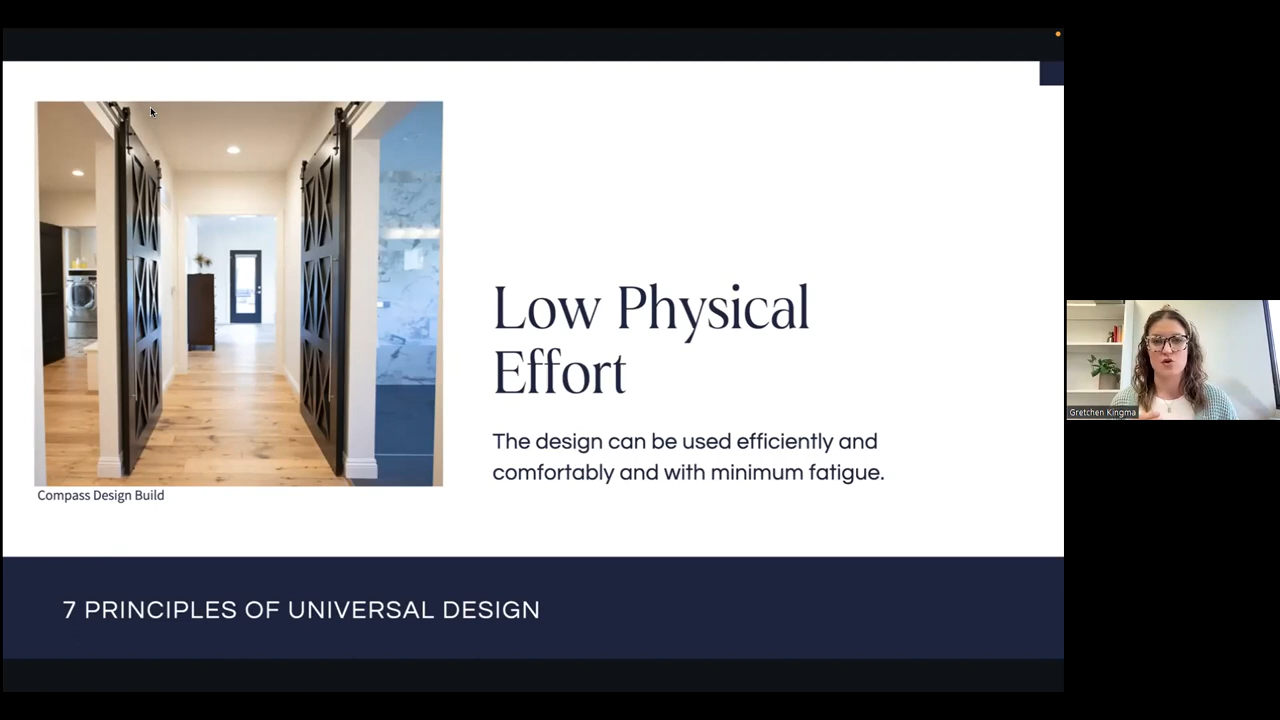 Low Physical
Effort
The design can be used efficiently and
comfortably and with minimum fatigue.
Compass Design Build
7 PRINCIPLES OF UNIVERSAL DESIGN
Gretchen Kingma